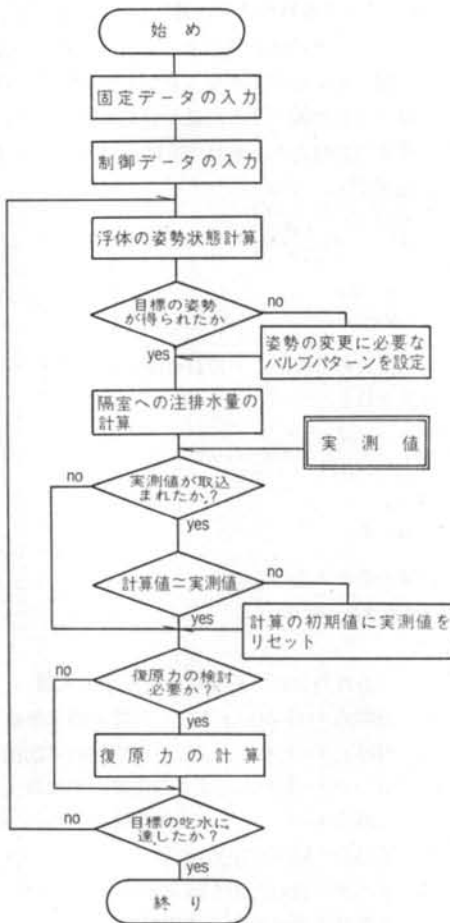 始め
固定データの入力
制御データの入力
浮体の姿勢状態計算
目標の姿勢
が得られたか
no
yes
姿勢の変更に必要な
バルブパターンを設定
隔室への注排水量の
計算
実測値
実測値が取込
まれたか?
no
yes
計算値≃実測値
no
yes
計算の初期値に実測値を
リセット
復原力の検討
必要か?
no
yes
復原力の計算
目標の吃水に
達したか?
no
yes
終り